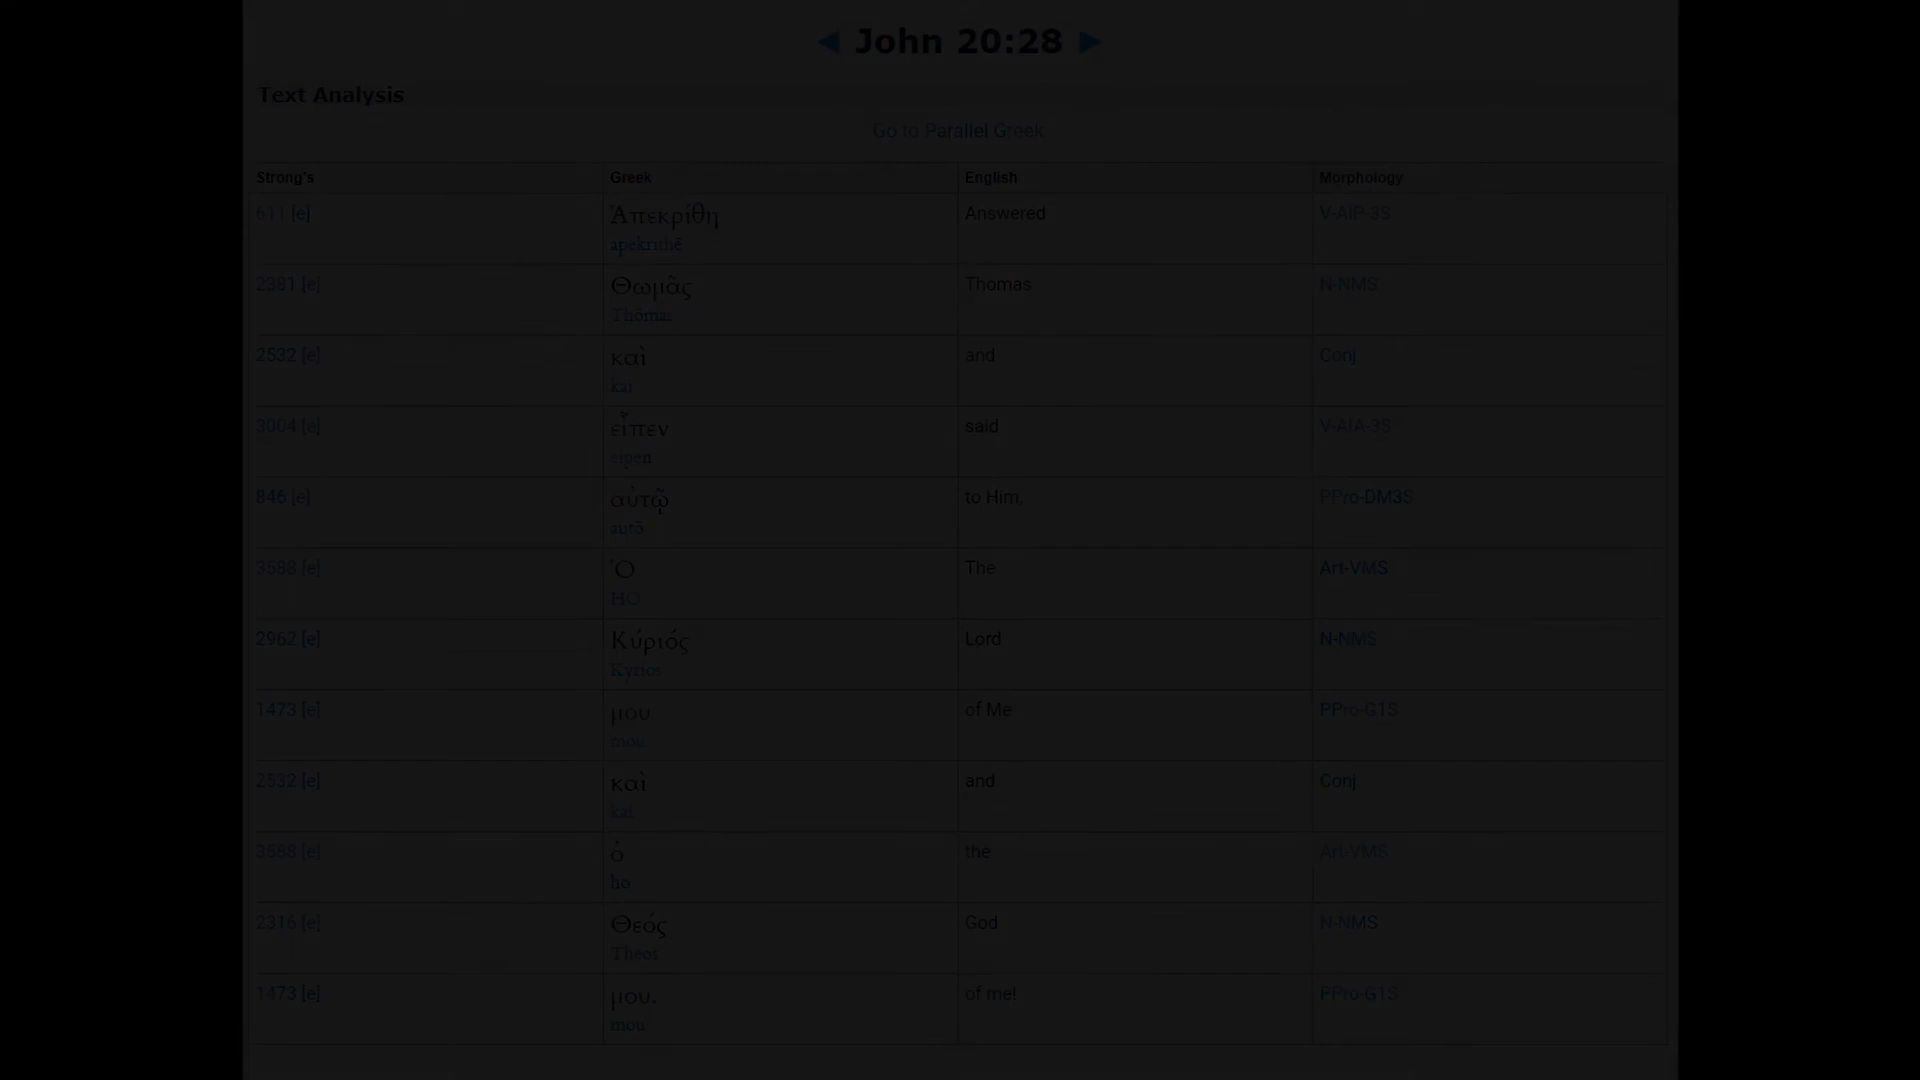 ◄ John 20:28 ►
Text Analysis
Go to Parallel Greek
Strong's Greek English Morphology
611 [e] Ἀπεκρίθη Answered V-AIP-3S
apekrithē
2381 [e] Θωμᾶς Thomas N-NMS
Thōmas
2532 [e] καὶ and Conj
kai
3004 [e] εἶπεν said V-AIA-3S
eipen
846 [e] αὐτῷ to Him, PPro-DM3S
autō
3588 [e] Ὁ The Art-VMS
HO
2962 [e] Κύριός Lord N-NMS
Kyrios
1473 [e] μου of Me PPro-G1S
mou
2532 [e] καὶ and Conj
kai
3588 [e] ὁ the Art-VMS
ho
2316 [e] Θεός God N-NMS
Theos
1473 [e] μου. of me! PPro-G1S
mou